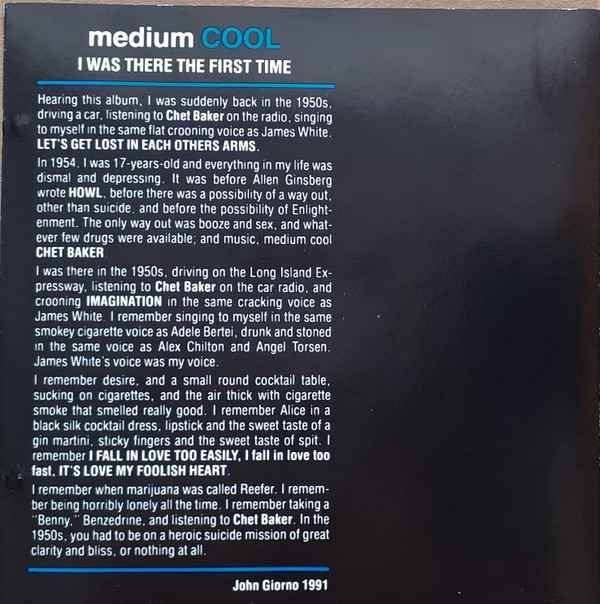 medium COOL
I WAS THERE THE FIRST TIME
Hearing this album, I was suddenly back in the 1950s,
driving a car, listening to Chet Baker on the radio, singing
to myself in the same flat crooning voice as James White.
LET'S GET LOST IN EACH OTHERS ARMS.
In 1954, I was 17-years-old and everything in my life was
dismal and depressing. It was before Allen Ginsberg
wrote HOWL, before there was a possibility of a way out,
other than suicide, and before the possibility of Enlight-
enment. The only way out was booze and sex, and what-
ever few drugs were available; and music, medium cool
CHET BAKER
I was there in the 1950s, driving on the Long Island Ex-
pressway, listening to Chet Baker on the car radio, and
crooning IMAGINATION in the same cracking voice as
James White. I remember singing to myself in the same
smokey cigarette voice as Adele Bertei, drunk and stoned
in the same voice as Alex Chilton and Angel Torsen.
James White's voice was my voice.
I remember desire, and a small round cocktail table,
sucking on cigarettes, and the air thick with cigarette
smoke that smelled really good. I remember Alice in a
black silk cocktail dress, lipstick and the sweet taste of a
gin martini, sticky fingers and the sweet taste of spit. I
remember I FALL IN LOVE TOO EASILY, I fall in love too
fast, IT'S LOVE MY FOOLISH HEART.
I remember when marijuana was called Reefer. I remem-
ber being horribly lonely all the time. I remember taking a
"Benny," Benzedrine, and listening to Chet Baker. In the
1950s, you had to be on a heroic suicide mission of great
clarity and bliss, or nothing at all.
John Giorno 1991